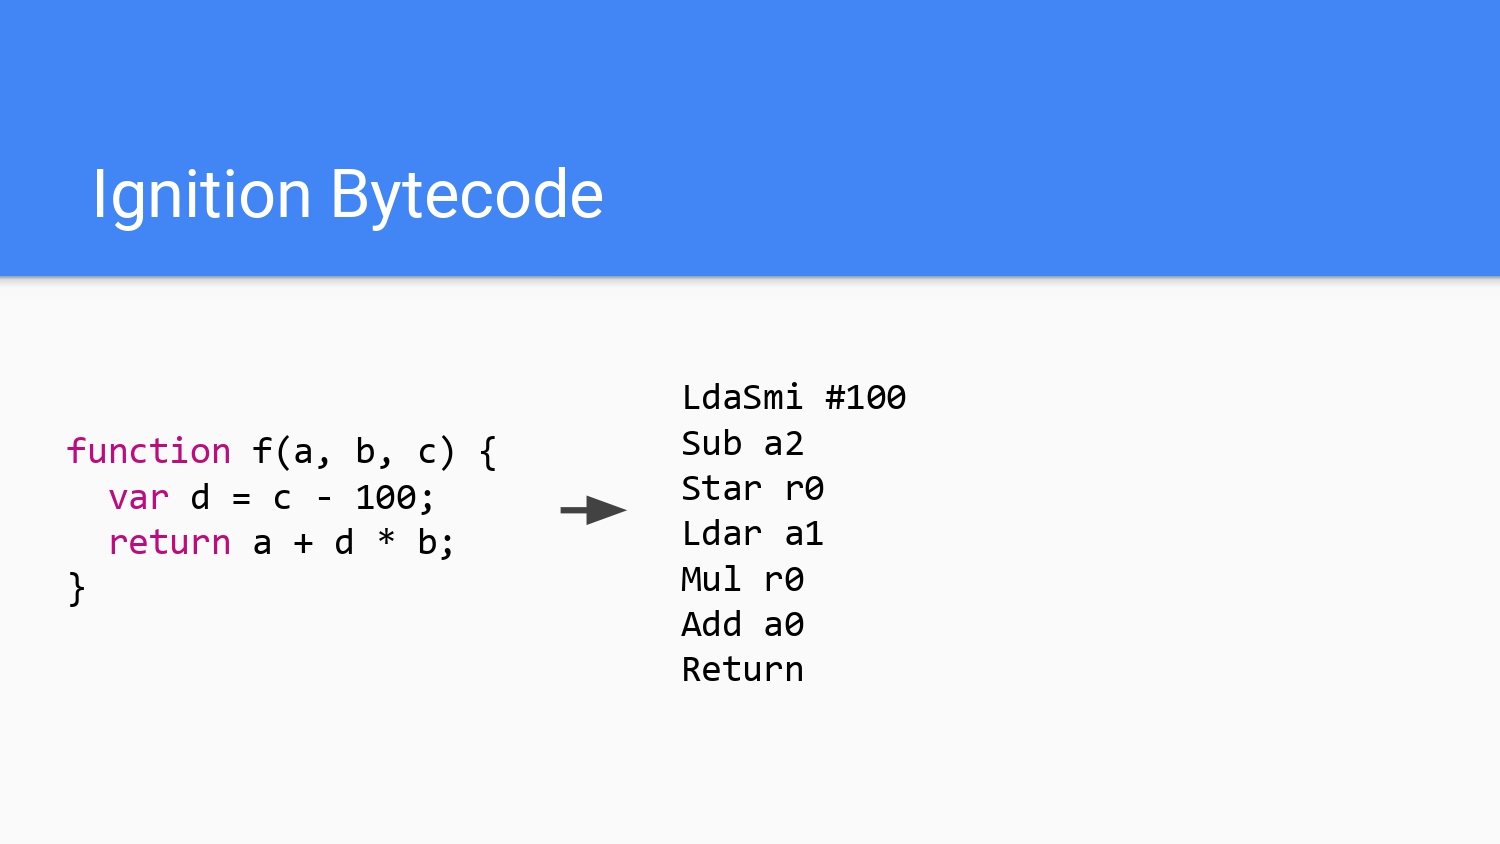 Ignition Bytecode
function f(a, b, c) {
  var d = c - 100;
  return a + d * b;
}
LdaSmi #100
Sub a2
Star r0
Ldar a1
Mul r0
Add a0
Return